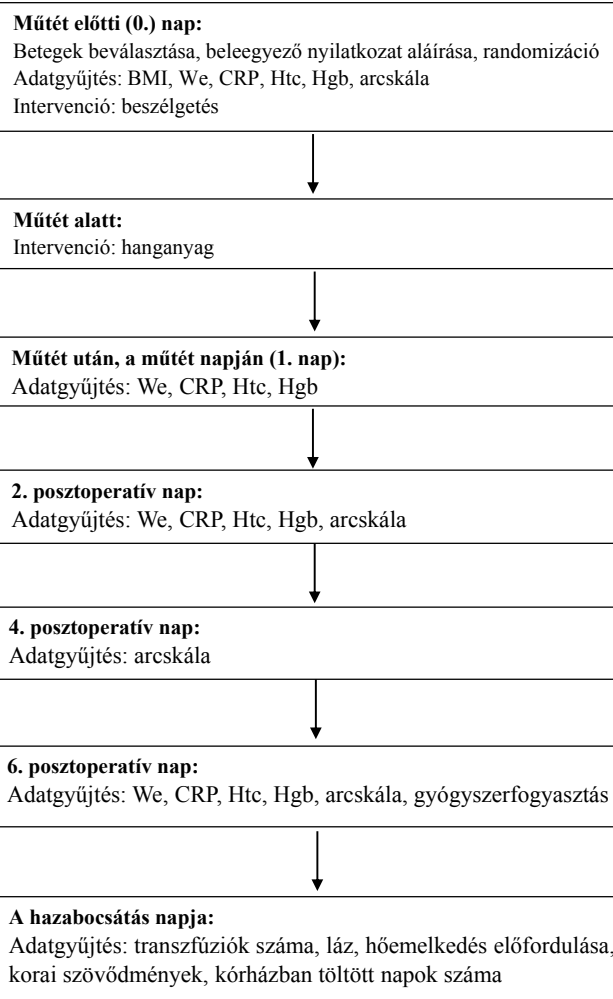 Műtét előtti (0.) nap:
Betegek beválasztása, beleegyező nyilatkozat aláírása, randomizáció
Adatgyűjtés: BMI, We, CRP, Htc, Hgb, arcskála
Intervenció: beszélgetés
Műtét alatt:
Intervenció: hanganyag
Műtét után, a műtét napján (1. nap):
Adatgyűjtés: We, CRP, Htc, Hgb
2. posztoperatív nap:
Adatgyűjtés: We, CRP, Htc, Hgb, arcskála
4. posztoperatív nap:
Adatgyűjtés: arcskála
6. posztoperatív nap:
Adatgyűjtés: We, CRP, Htc, Hgb, arcskála, gyógyszerfogyasztás
A hazabocsátás napja:
Adatgyűjtés: transzfúziók száma, láz, hőemelkedés előfordulása,
korai szövődmények, kórházban töltött napok száma